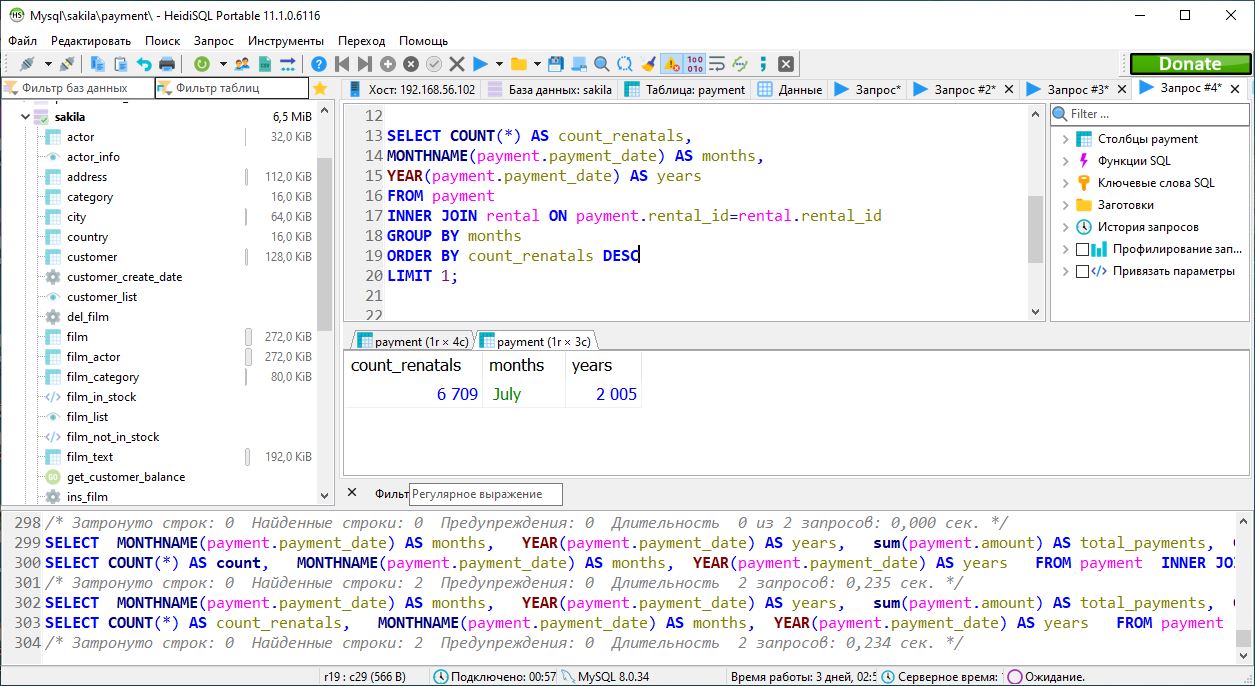 Mysql\sakila\payment\ - HeidiSQL Portable 11.1.0.6116
Файл Редактировать Поиск Запрос Инструменты Переход Помощь
Donate
Фильтр баз данных Фильтр таблиц
Хост: 192.168.56.102 База данных: sakila Таблица: payment Данные Запрос* Запрос #2* Запрос #3* Запрос #4*
sakila 6,5 MiB
actor 32,0 KiB
actor_info
address 112,0 KiB
category 16,0 KiB
city 64,0 KiB
country 16,0 KiB
customer 128,0 KiB
customer_create_date
customer_list
del_film
film 272,0 KiB
film_actor 272,0 KiB
film_category 80,0 KiB
film_in_stock
film_list
film_not_in_stock
film_text 192,0 KiB
get_customer_balance
ins_film
12
13 SELECT COUNT(*) AS count_renatals,
14 MONTHNAME(payment.payment_date) AS months,
15 YEAR(payment.payment_date) AS years
16 FROM payment
17 INNER JOIN rental ON payment.rental_id=rental.rental_id
18 GROUP BY months
19 ORDER BY count_renatals DESC
20 LIMIT 1;
21
22
Filter ...
Столбцы payment
Функции SQL
Ключевые слова SQL
Заготовки
История запросов
Профилирование зап...
Привязать параметры
payment (1r × 4c) payment (1r × 3c)
count_renatals months years
6 709 July 2 005
Фильт Регулярное выражение
298 /* Затронуто строк: 0 Найденные строки: 0 Предупреждения: 0 Длительность 0 из 2 запросов: 0,000 сек. */
299 SELECT MONTHNAME(payment.payment_date) AS months, YEAR(payment.payment_date) AS years, sum(payment.amount) AS total_payments,
300 SELECT COUNT(*) AS count, MONTHNAME(payment.payment_date) AS months, YEAR(payment.payment_date) AS years FROM payment INNER JOI
301 /* Затронуто строк: 0 Найденные строки: 2 Предупреждения: 0 Длительность 2 запросов: 0,235 сек. */
302 SELECT MONTHNAME(payment.payment_date) AS months, YEAR(payment.payment_date) AS years, sum(payment.amount) AS total_payments,
303 SELECT COUNT(*) AS count_renatals, MONTHNAME(payment.payment_date) AS months, YEAR(payment.payment_date) AS years FROM payment
304 /* Затронуто строк: 0 Найденные строки: 2 Предупреждения: 0 Длительность 2 запросов: 0,234 сек. */
r19 : c29 (566 B) Подключено: 00:57 MySQL 8.0.34 Время работы: 3 дней, 02:5 Серверное время: Ожидание.